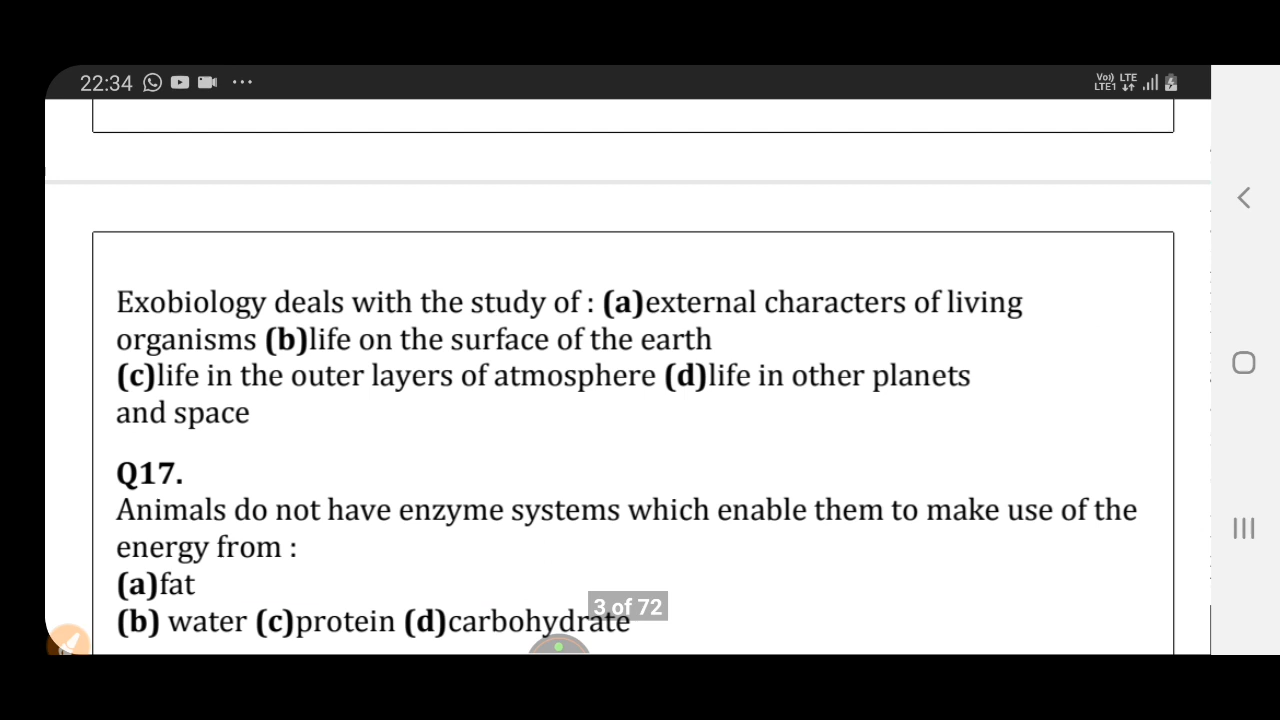 22:34
Vo)) LTE
LTE1
Exobiology deals with the study of : (a)external characters of living
organisms (b)life on the surface of the earth
(c)life in the outer layers of atmosphere (d)life in other planets
and space
Q17.
Animals do not have enzyme systems which enable them to make use of the
energy from :
(a)fat
(b) water (c)protein (d)carbohydrate
3 of 72